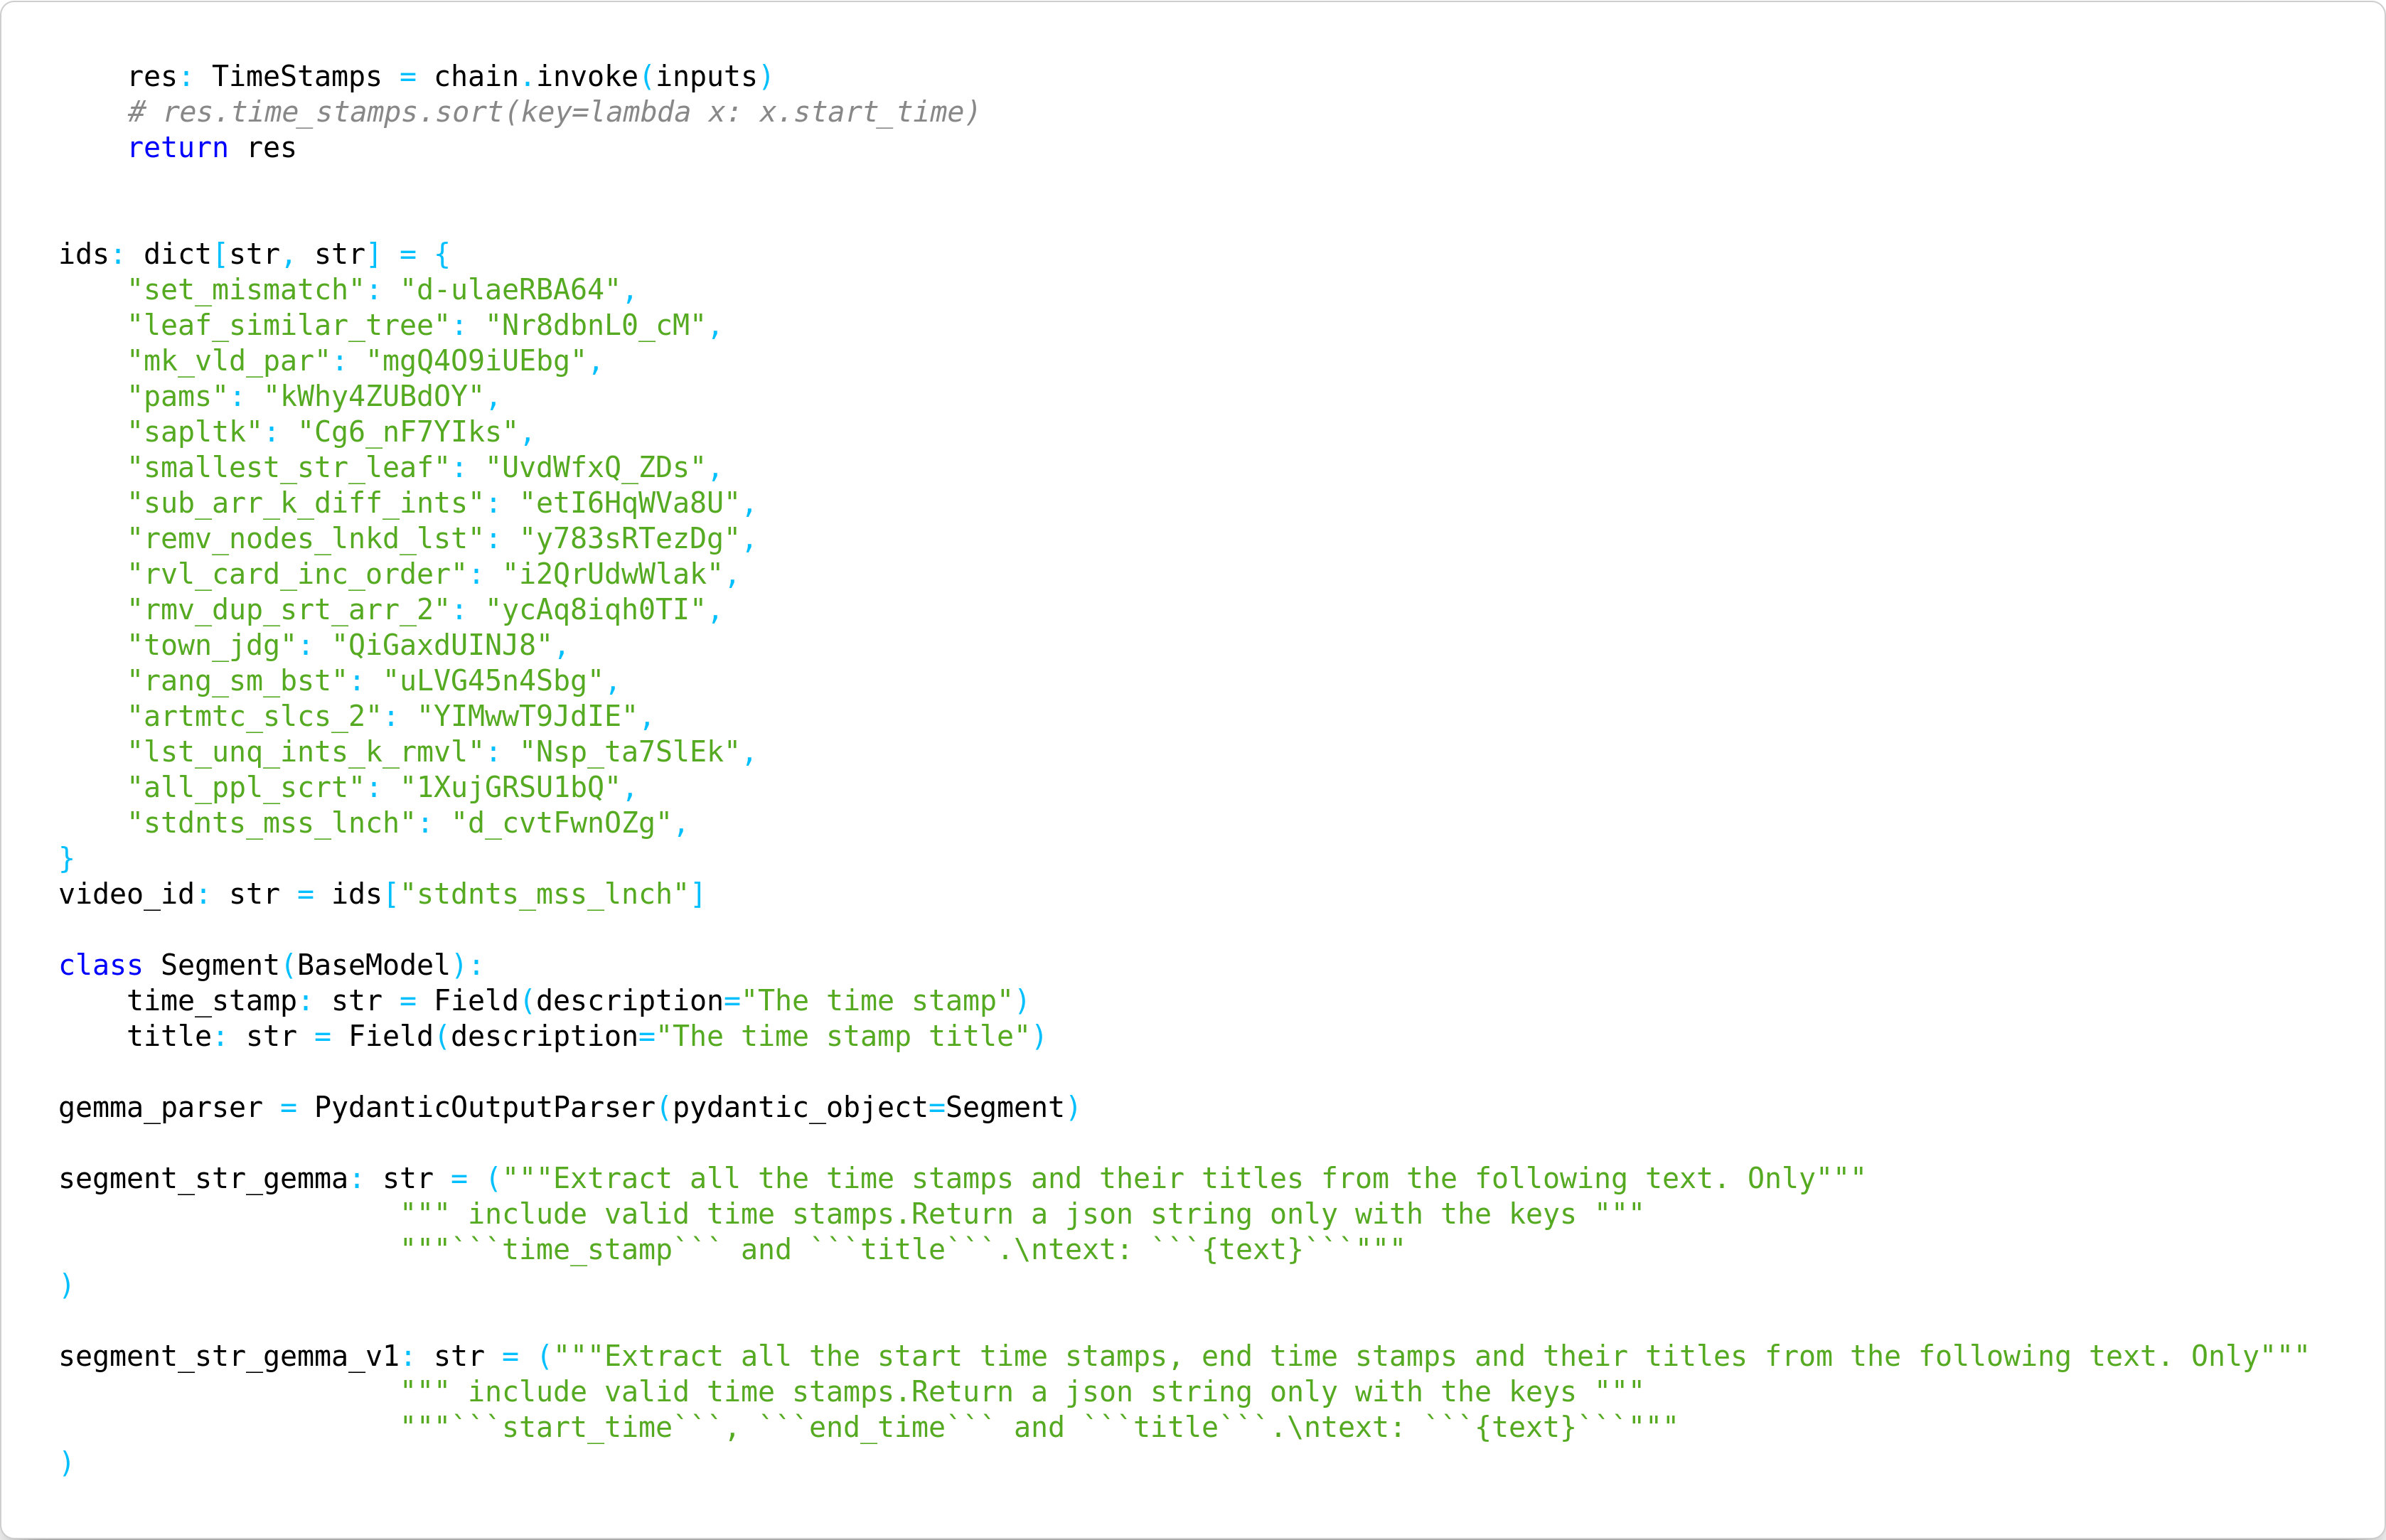 res: TimeStamps = chain.invoke(inputs)
    # res.time_stamps.sort(key=lambda x: x.start_time)
    return res


ids: dict[str, str] = {
    "set_mismatch": "d-ulaeRBA64",
    "leaf_similar_tree": "Nr8dbnL0_cM",
    "mk_vld_par": "mgQ4O9iUEbg",
    "pams": "kWhy4ZUBdOY",
    "sapltk": "Cg6_nF7YIks",
    "smallest_str_leaf": "UvdWfxQ_ZDs",
    "sub_arr_k_diff_ints": "etI6HqWVa8U",
    "remv_nodes_lnkd_lst": "y783sRTezDg",
    "rvl_card_inc_order": "i2QrUdwWlak",
    "rmv_dup_srt_arr_2": "ycAq8iqh0TI",
    "town_jdg": "QiGaxdUINJ8",
    "rang_sm_bst": "uLVG45n4Sbg",
    "artmtc_slcs_2": "YIMwwT9JdIE",
    "lst_unq_ints_k_rmvl": "Nsp_ta7SlEk",
    "all_ppl_scrt": "1XujGRSU1bQ",
    "stdnts_mss_lnch": "d_cvtFwnOZg",
}
video_id: str = ids["stdnts_mss_lnch"]

class Segment(BaseModel):
    time_stamp: str = Field(description="The time stamp")
    title: str = Field(description="The time stamp title")

gemma_parser = PydanticOutputParser(pydantic_object=Segment)

segment_str_gemma: str = ("""Extract all the time stamps and their titles from the following text. Only"""
                    """ include valid time stamps.Return a json string only with the keys """
                    """```time_stamp``` and ```title```.\ntext: ```{text}```"""
)

segment_str_gemma_v1: str = ("""Extract all the start time stamps, end time stamps and their titles from the following text. Only"""
                    """ include valid time stamps.Return a json string only with the keys """
                    """```start_time```, ```end_time``` and ```title```.\ntext: ```{text}```"""
)